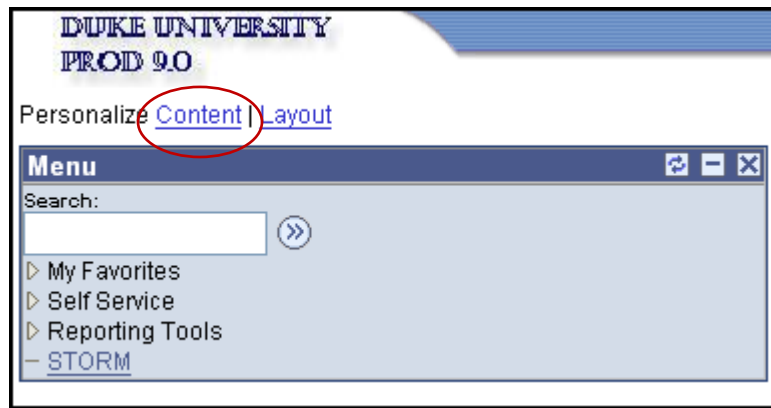 DUKE UNIVERSITY
PROD 9.0
Personalize Content | Layout
Menu
Search:
My Favorites
Self Service
Reporting Tools
STORM